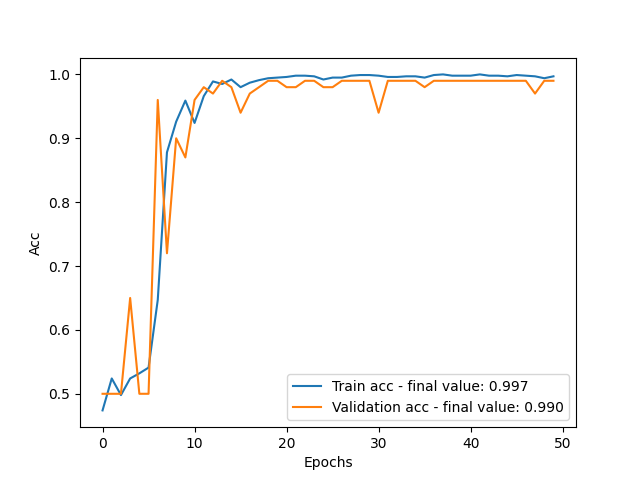 1.0
0.9
0.8
0.7
0.6
0.5
Acc
0 10 20 30 40 50
Epochs
Train acc - final value: 0.997
Validation acc - final value: 0.990